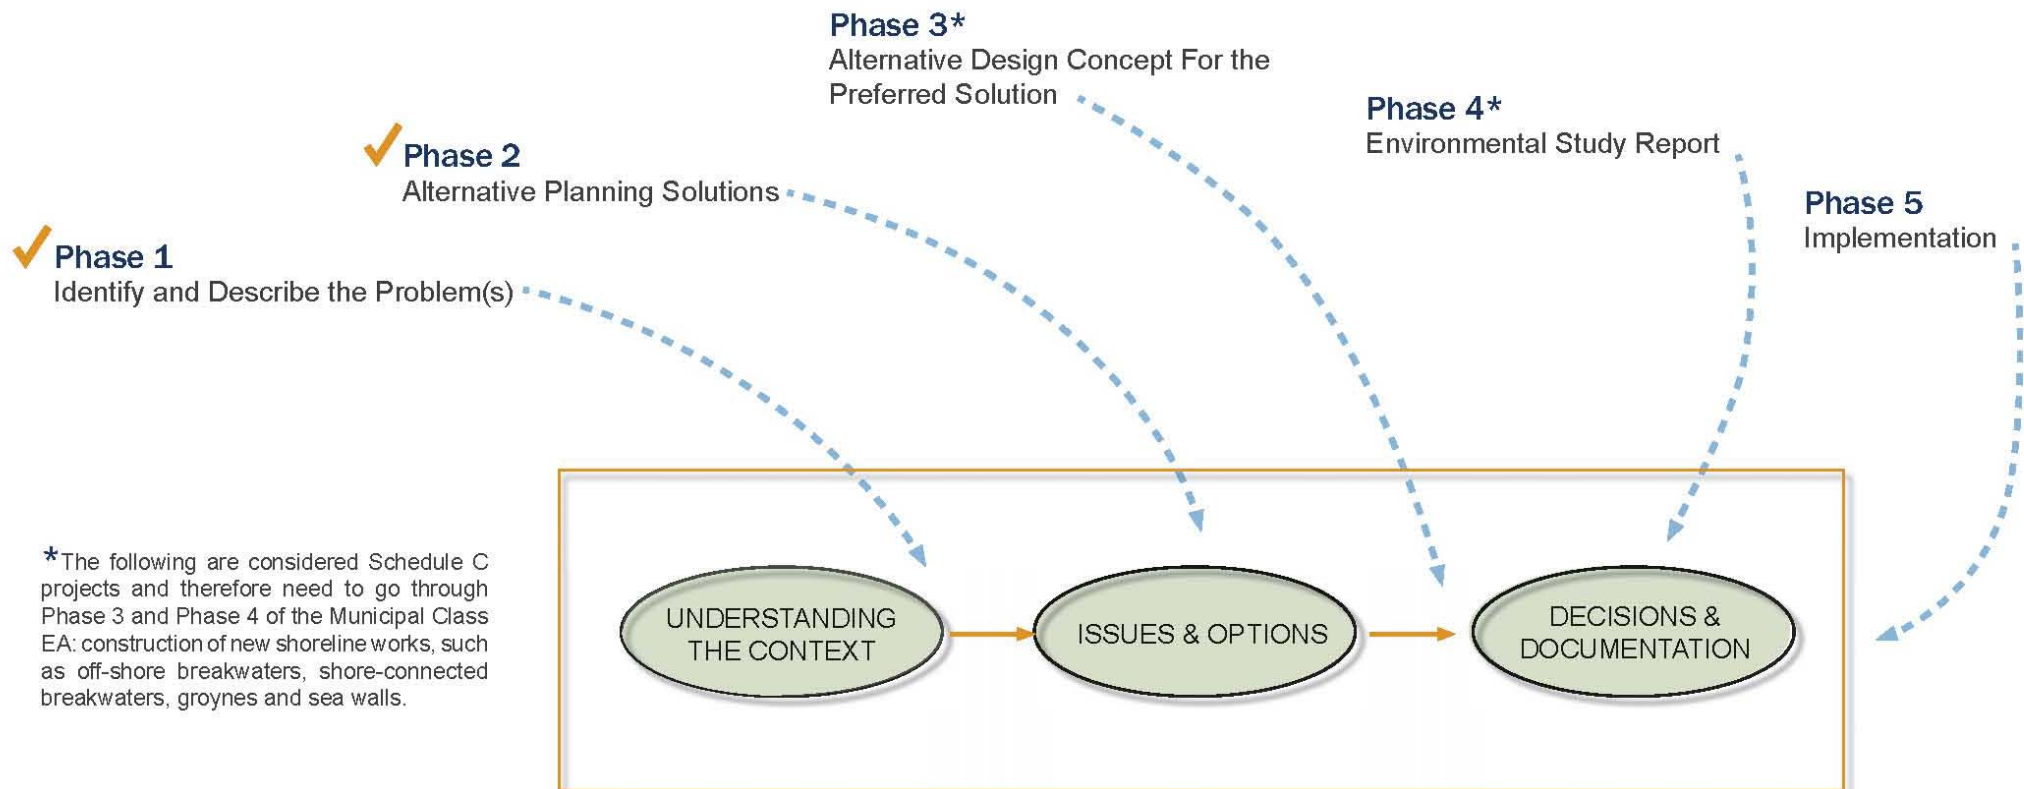 Phase 3*
Alternative Design Concept For the
Preferred Solution
Phase 4*
Environmental Study Report
Phase 2
Alternative Planning Solutions
Phase 5
Implementation
Phase 1
Identify and Describe the Problem(s)
*The following are considered Schedule C
projects and therefore need to go through
Phase 3 and Phase 4 of the Municipal Class
EA: construction of new shoreline works, such
as off-shore breakwaters, shore-connected
breakwaters, groynes and sea walls.
UNDERSTANDING
THE CONTEXT
ISSUES & OPTIONS
DECISIONS &
DOCUMENTATION